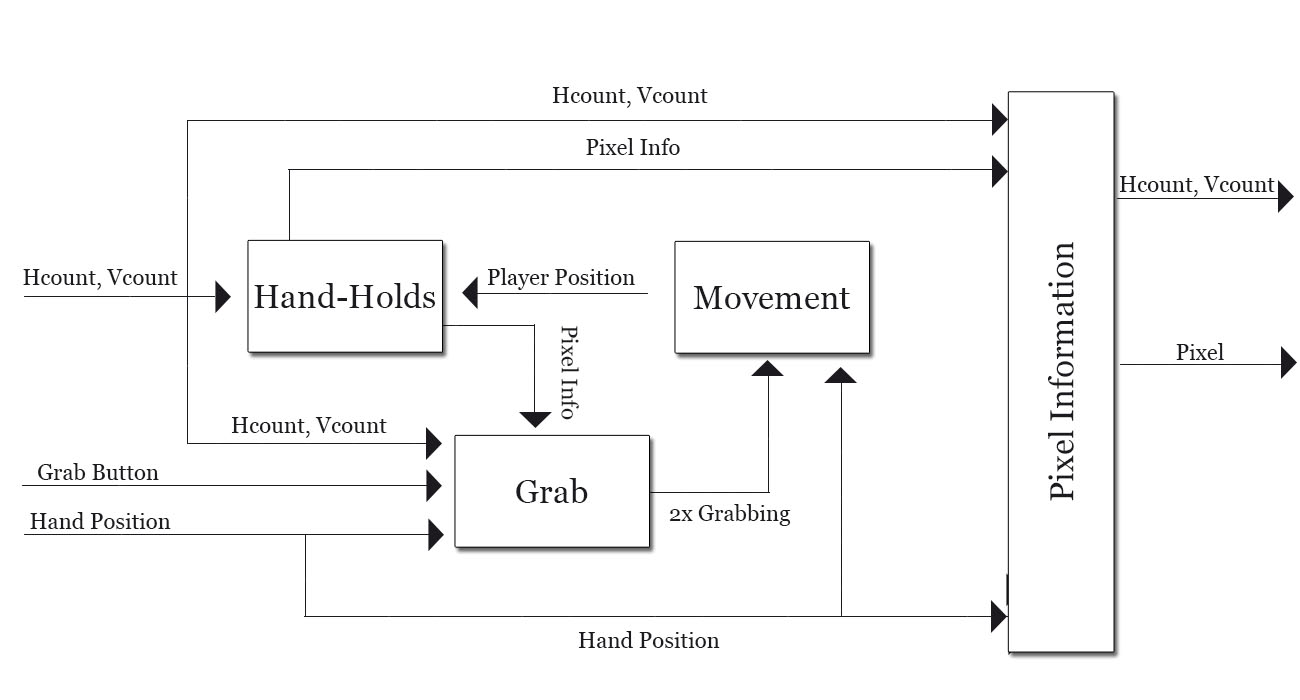 Hcount, Vcount
Pixel Info
Hcount, Vcount
Hcount, Vcount
Player Position
Hand-Holds
Movement
Pixel Info
Pixel Information
Pixel
Hcount, Vcount
Grab Button
Hand Position
Grab
2x Grabbing
Hand Position